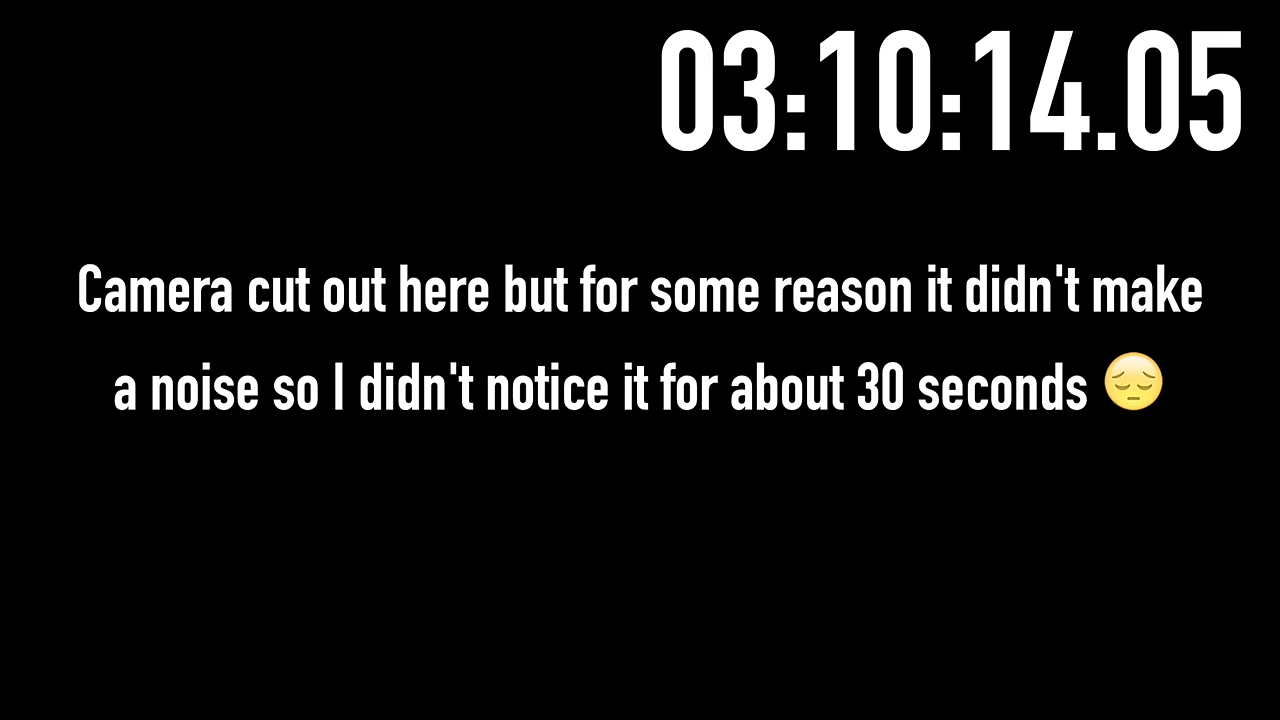 03:10:14.05
Camera cut out here but for some reason it didn't make
a noise so I didn't notice it for about 30 seconds 😔